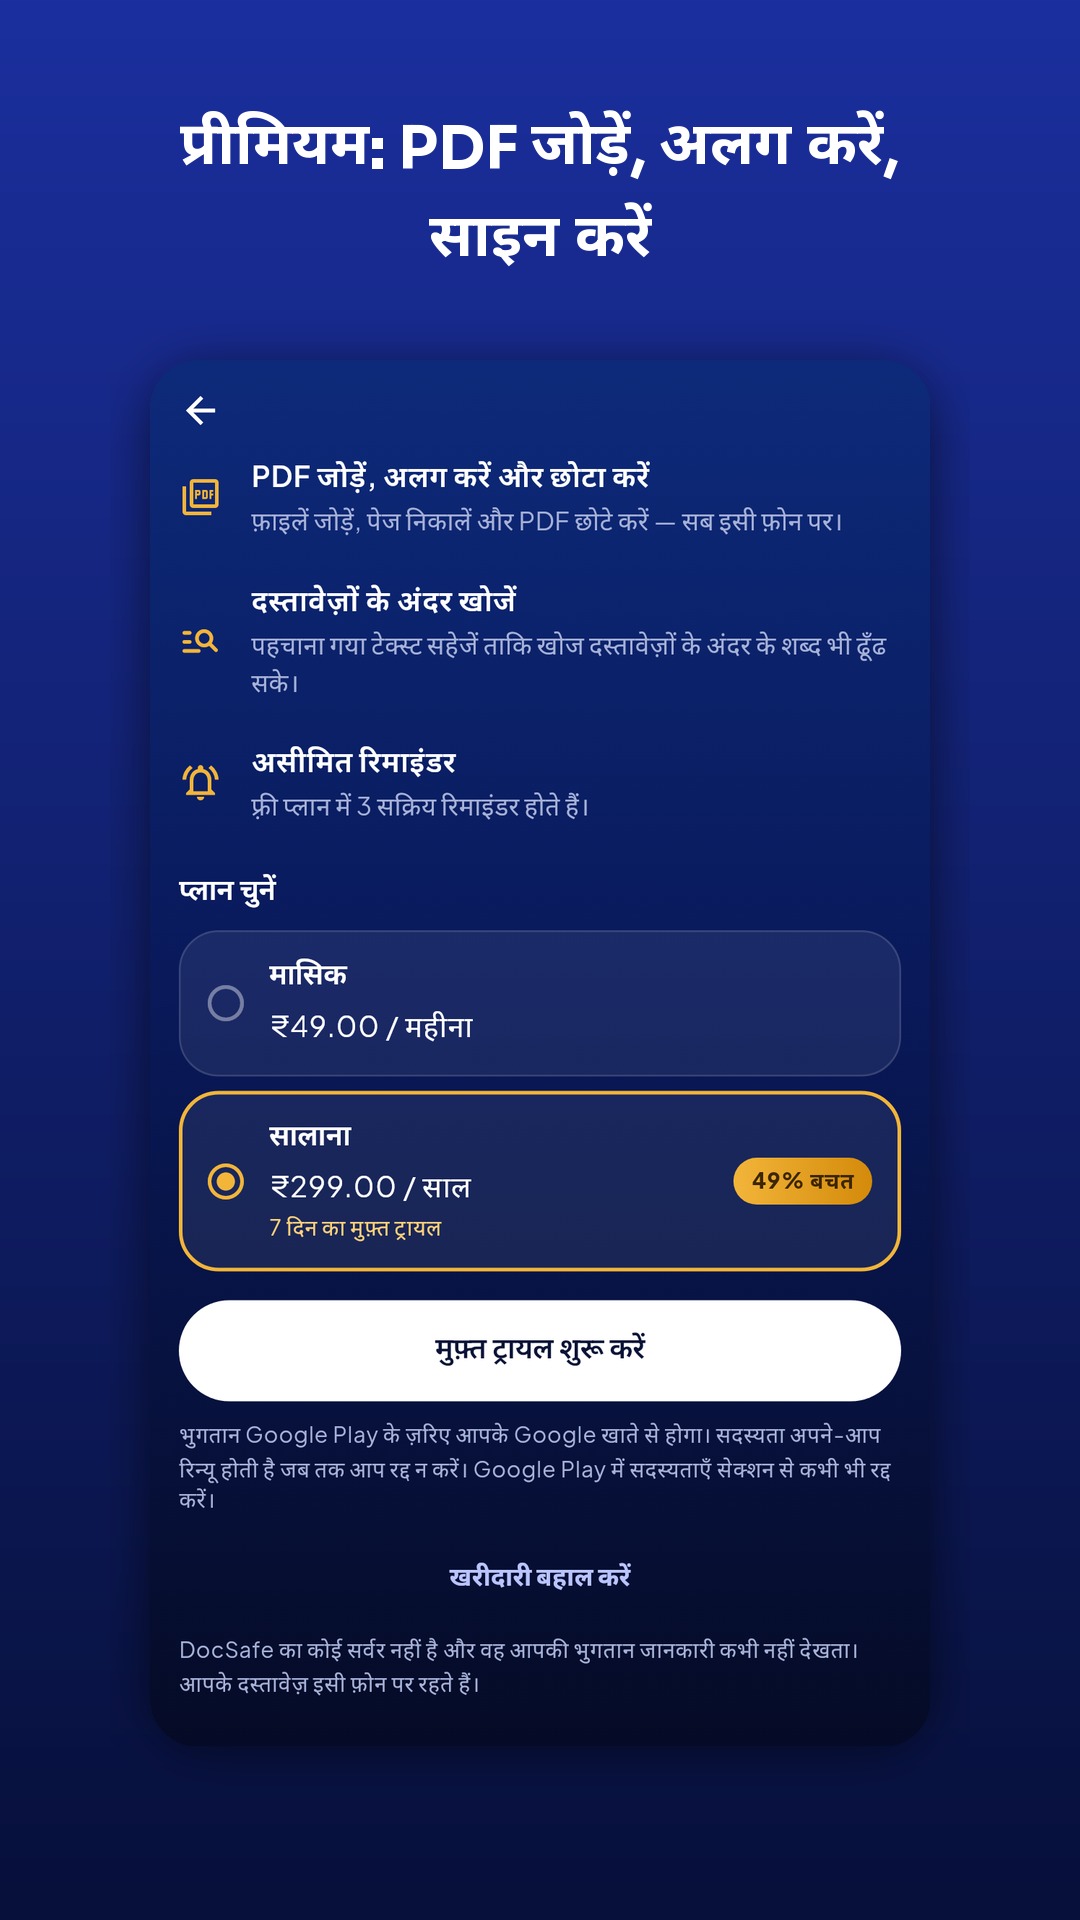 प्रीमियम: PDF जोड़ें, अलग करें,
साइन करें
PDF जोड़ें, अलग करें और छोटा करें
फ़ाइलें जोड़ें, पेज निकालें और PDF छोटे करें — सब इसी फ़ोन पर।
दस्तावेज़ों के अंदर खोजें
पहचाना गया टेक्स्ट सहेजें ताकि खोज दस्तावेज़ों के अंदर के शब्द भी ढूँढ
सके।
असीमित रिमाइंडर
फ़्री प्लान में 3 सक्रिय रिमाइंडर होते हैं।
प्लान चुनें
मासिक
₹49.00 / महीना
सालाना
₹299.00 / साल
49% बचत
7 दिन का मुफ़्त ट्रायल
मुफ़्त ट्रायल शुरू करें
भुगतान Google Play के ज़रिए आपके Google खाते से होगा। सदस्यता अपने-आप
रिन्यू होती है जब तक आप रद्द न करें। Google Play में सदस्यताएँ सेक्शन से कभी भी रद्द
करें।
खरीदारी बहाल करें
DocSafe का कोई सर्वर नहीं है और वह आपकी भुगतान जानकारी कभी नहीं देखता।
आपके दस्तावेज़ इसी फ़ोन पर रहते हैं।